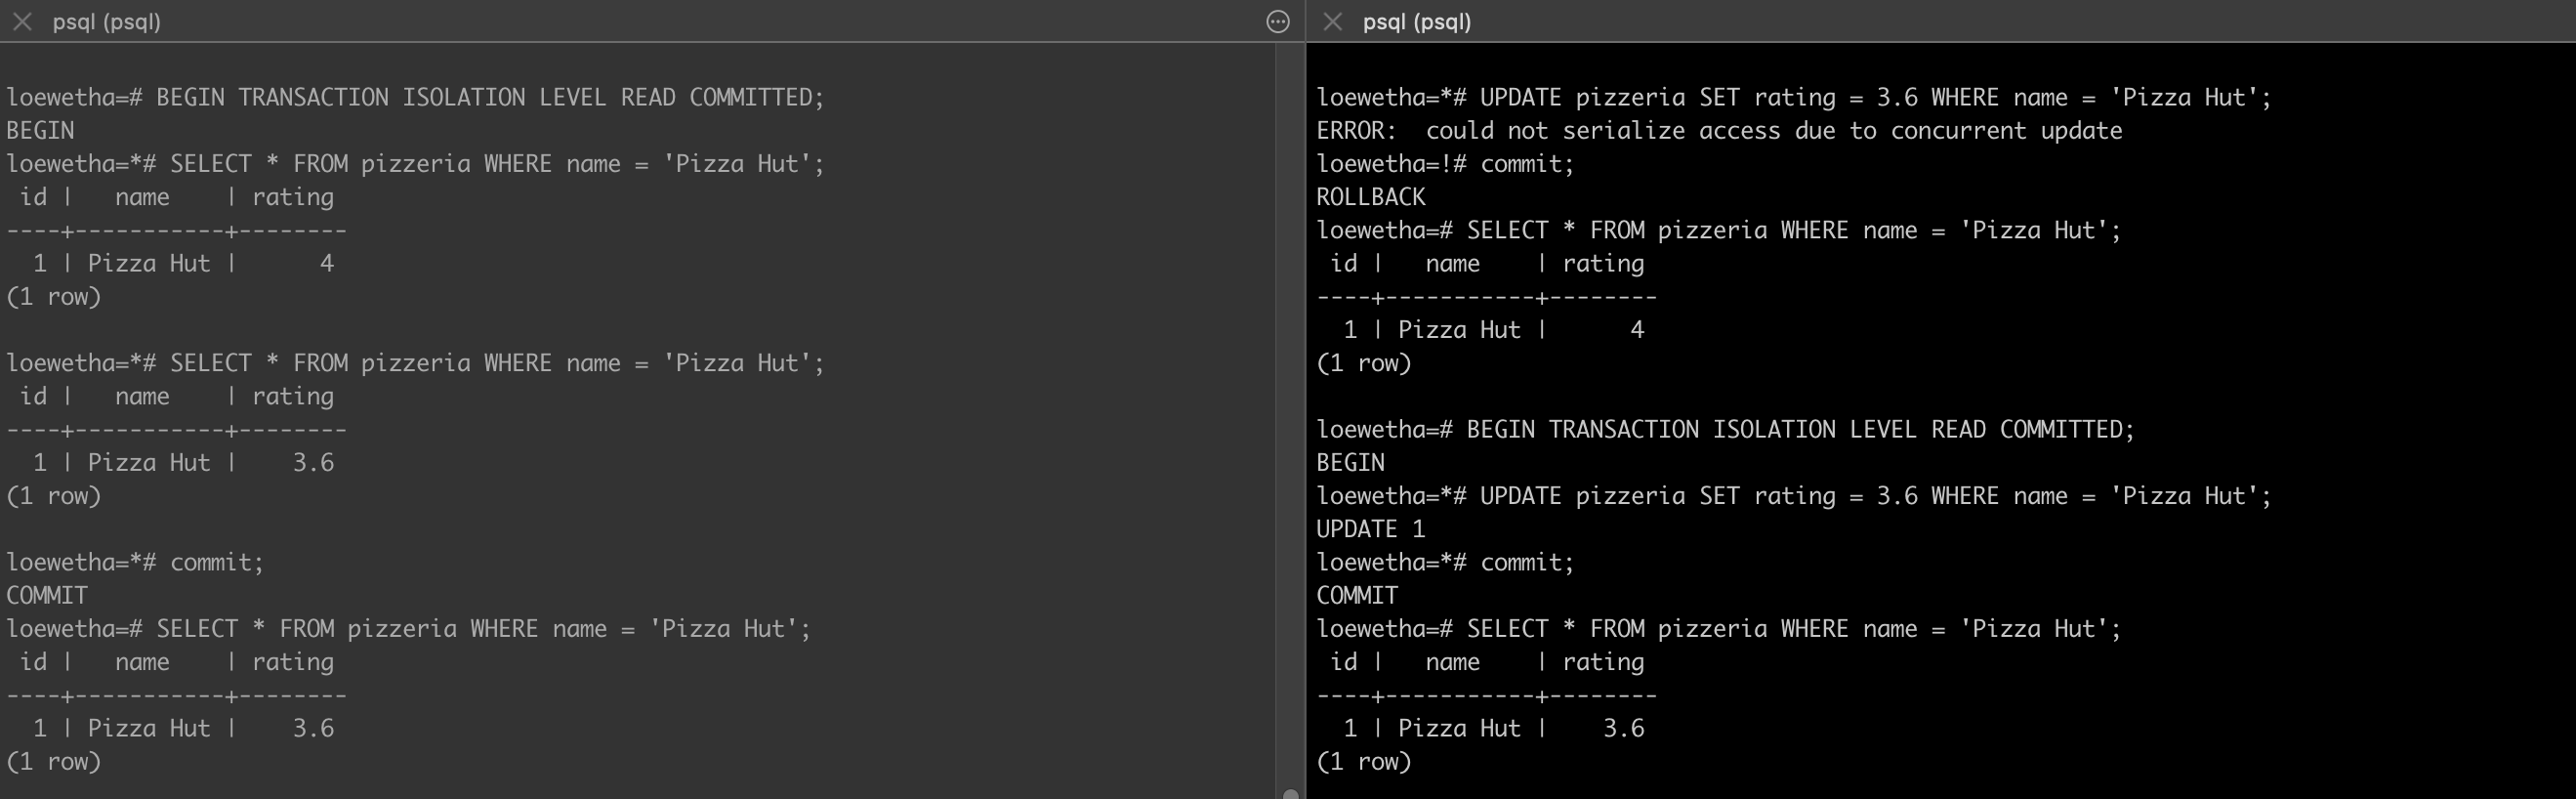 psql (psql)
loewetha=# BEGIN TRANSACTION ISOLATION LEVEL READ COMMITTED;
BEGIN
loewetha=*# SELECT * FROM pizzeria WHERE name = 'Pizza Hut';
 id |   name    | rating
----+-----------+--------
  1 | Pizza Hut |      4
(1 row)
loewetha=*# SELECT * FROM pizzeria WHERE name = 'Pizza Hut';
 id |   name    | rating
----+-----------+--------
  1 | Pizza Hut |    3.6
(1 row)
loewetha=*# commit;
COMMIT
loewetha=# SELECT * FROM pizzeria WHERE name = 'Pizza Hut';
 id |   name    | rating
----+-----------+--------
  1 | Pizza Hut |    3.6
(1 row)
psql (psql)
loewetha=*# UPDATE pizzeria SET rating = 3.6 WHERE name = 'Pizza Hut';
ERROR:  could not serialize access due to concurrent update
loewetha=!# commit;
ROLLBACK
loewetha=# SELECT * FROM pizzeria WHERE name = 'Pizza Hut';
 id |   name    | rating
----+-----------+--------
  1 | Pizza Hut |      4
(1 row)
loewetha=# BEGIN TRANSACTION ISOLATION LEVEL READ COMMITTED;
BEGIN
loewetha=*# UPDATE pizzeria SET rating = 3.6 WHERE name = 'Pizza Hut';
UPDATE 1
loewetha=*# commit;
COMMIT
loewetha=# SELECT * FROM pizzeria WHERE name = 'Pizza Hut';
 id |   name    | rating
----+-----------+--------
  1 | Pizza Hut |    3.6
(1 row)